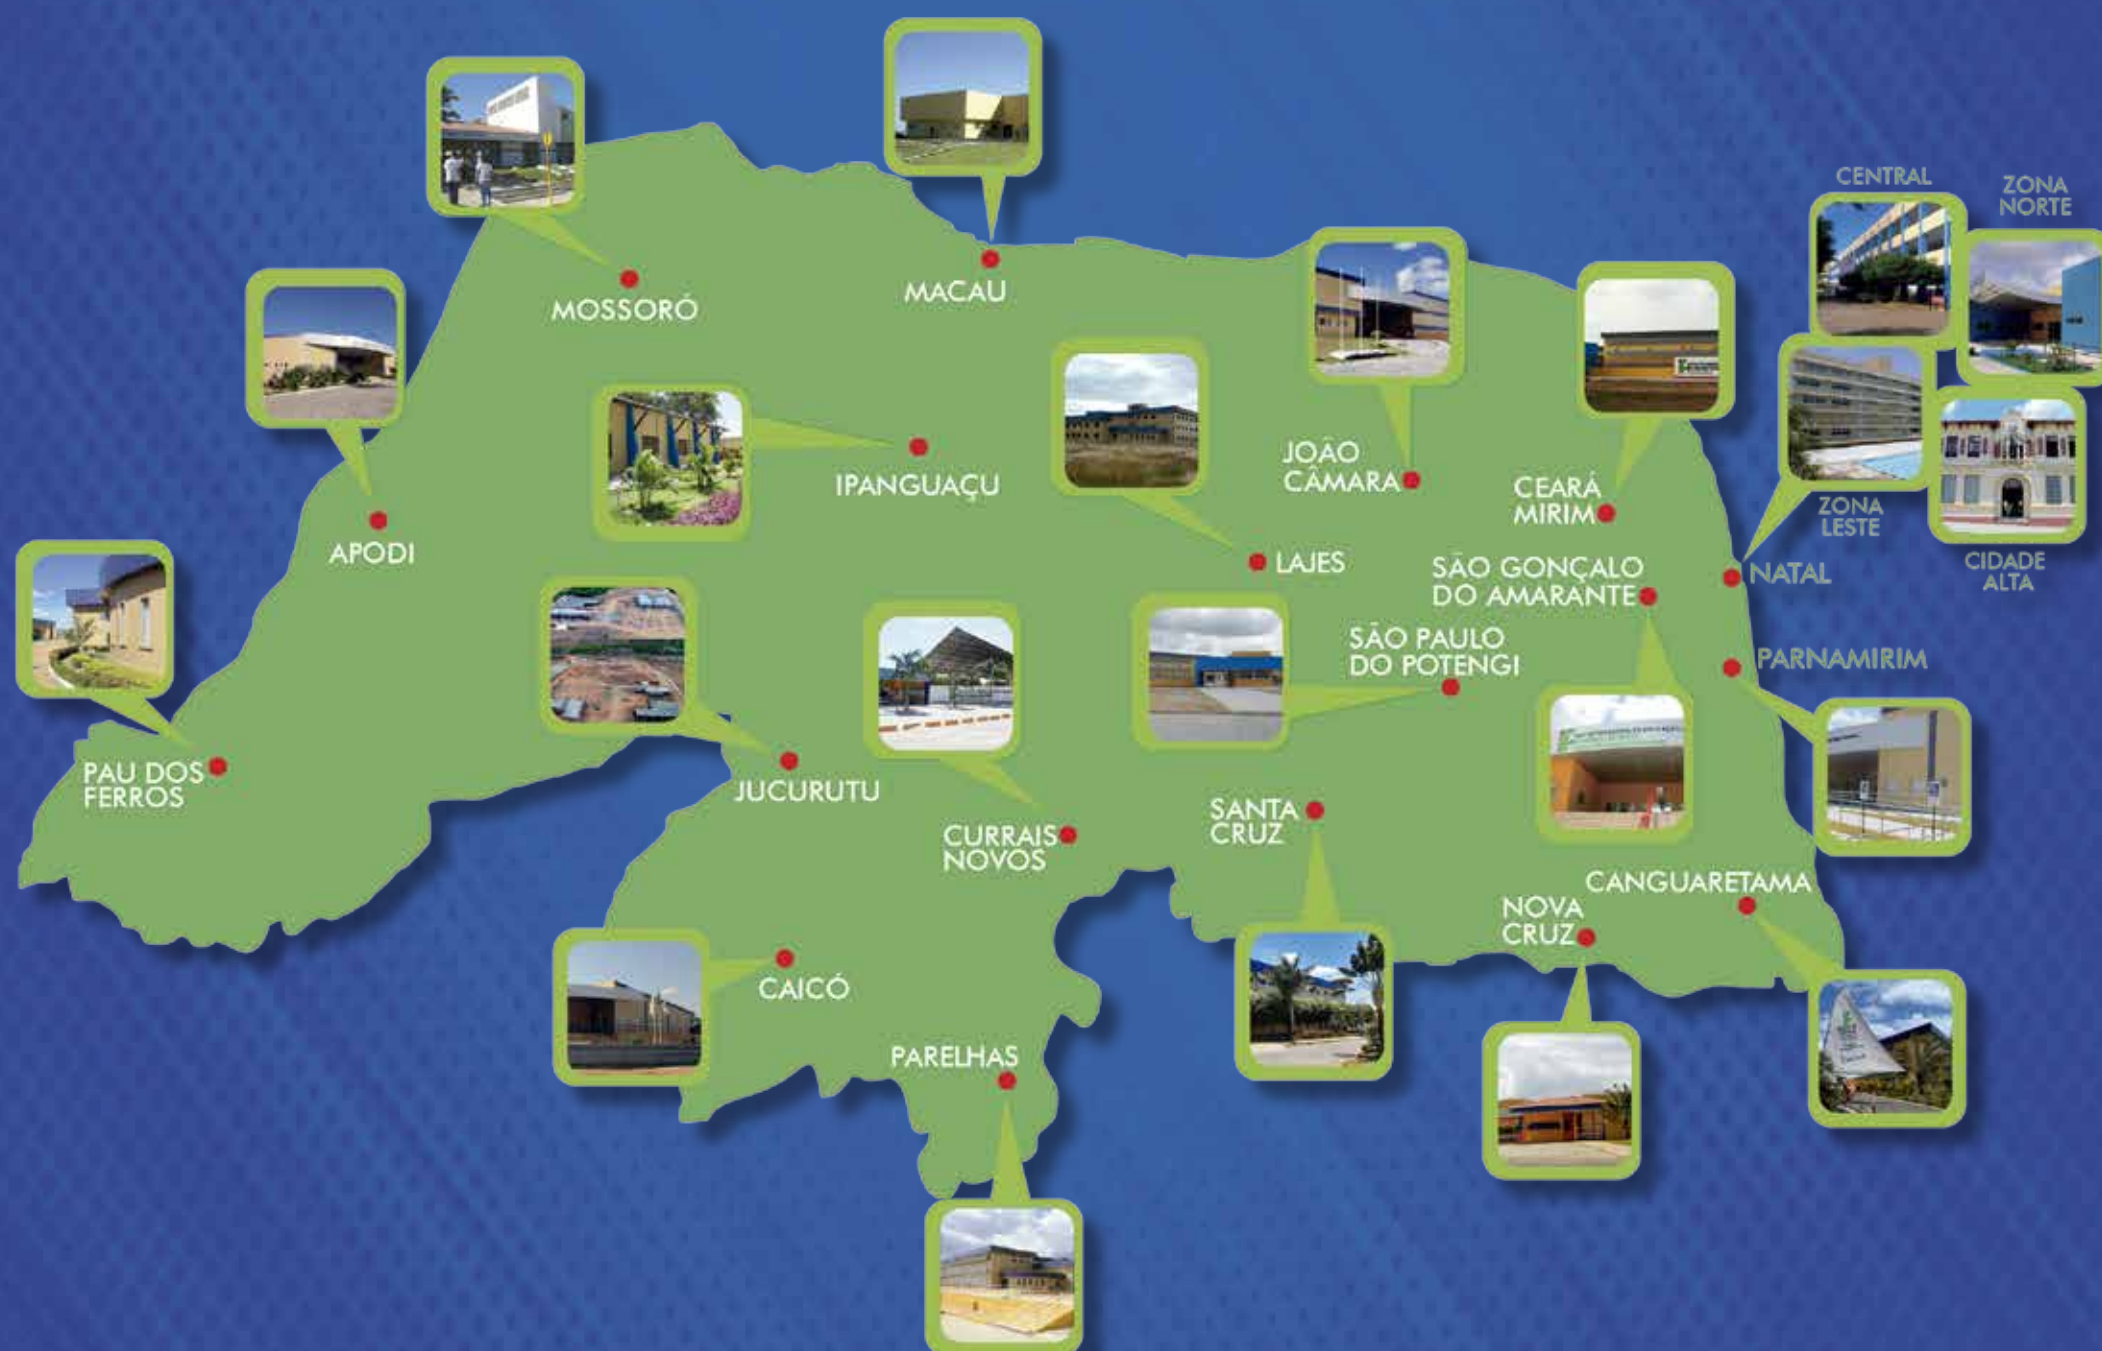 CENTRAL
ZONA
NORTE
MOSSORÓ
MACAU
IPANGUAÇU
JOÃO
CÂMARA
CEARÁ
MIRIM
ZONA
LESTE
CIDADE
ALTA
APODI
LAJES
SÃO GONÇALO
DO AMARANTE
NATAL
SÃO PAULO
DO POTENGI
PARNAMIRIM
PAU DOS
FERROS
JUCURUTU
CURRAIS
NOVOS
SANTA
CRUZ
CANGUARETAMA
NOVA
CRUZ
CAICÓ
PARELHAS